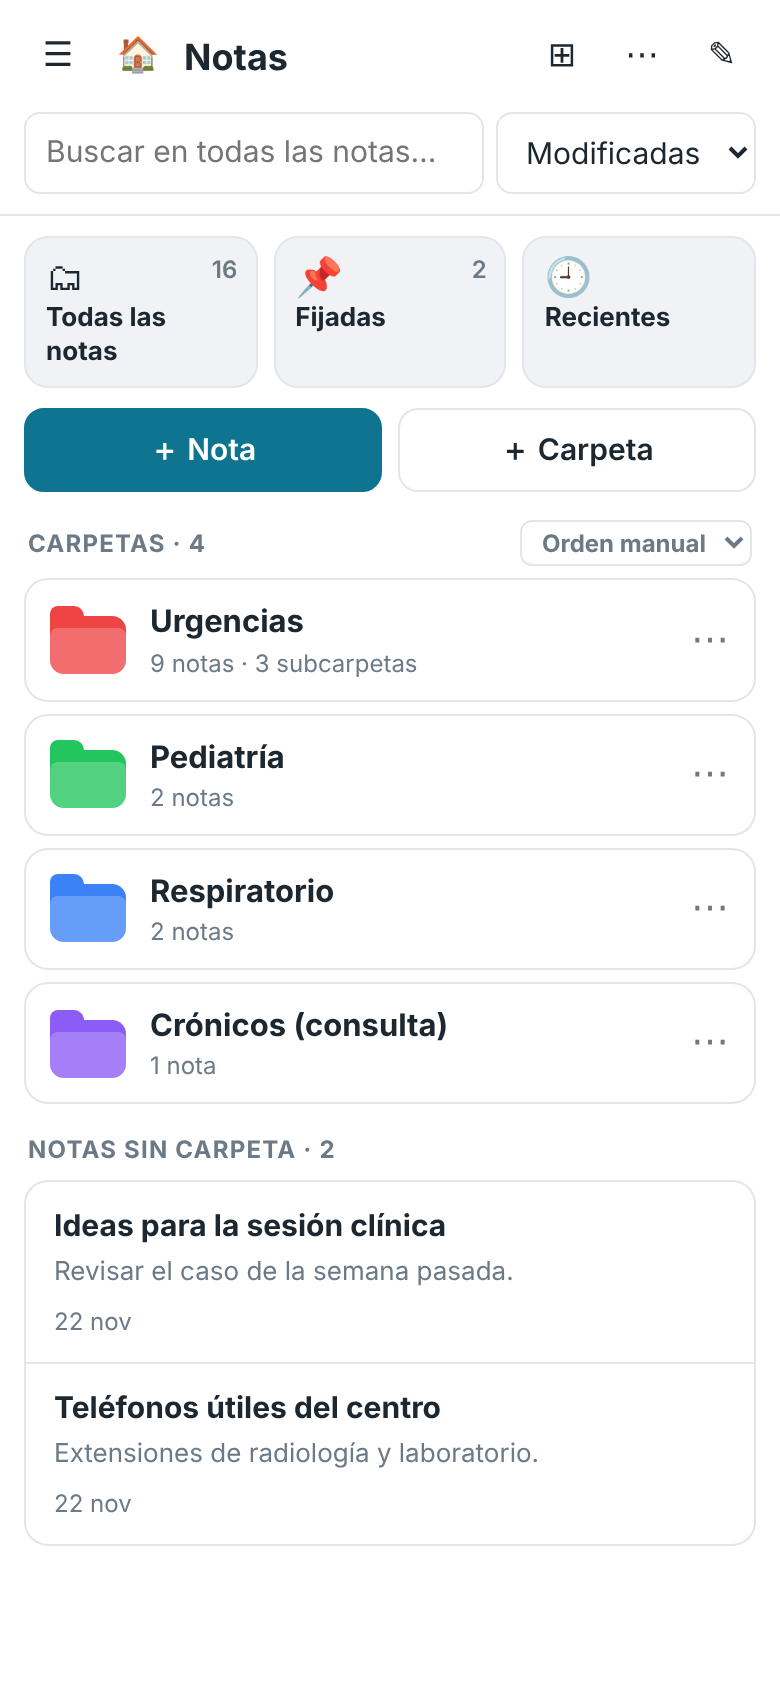 Notas
Buscar en todas las notas...
Modificadas
16
Todas las
notas
2
Fijadas
Recientes
+ Nota
+ Carpeta
CARPETAS · 4
Orden manual
Urgencias
9 notas · 3 subcarpetas
Pediatría
2 notas
Respiratorio
2 notas
Crónicos (consulta)
1 nota
NOTAS SIN CARPETA · 2
Ideas para la sesión clínica
Revisar el caso de la semana pasada.
22 nov
Teléfonos útiles del centro
Extensiones de radiología y laboratorio.
22 nov